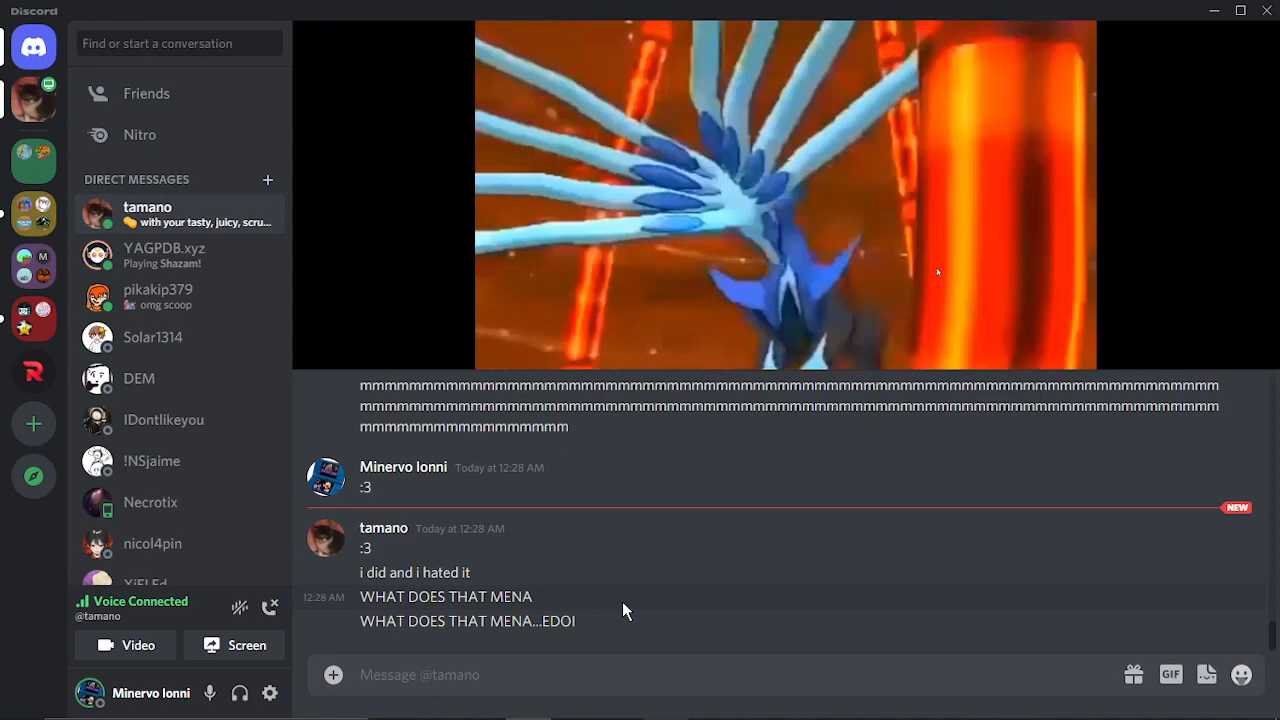 Discord
Find or start a conversation
Friends
Nitro
DIRECT MESSAGES
tamano
with your tasty, juicy, scru...
YAGPDB.xyz
Playing Shazam!
pikakip379
omg scoop
Solar1314
DEM
IDontlikeyou
!NSjaime
Necrotix
nicol4pin
Voice Connected
@tamano
Video
Screen
Minervo Ionni
mmmmmmmmmmmmmmmmmmmmmmmmmmmmmmmmmmmmmmmmmmmmmmmmmmmmmmmmmmmmmmmmmmmmmm
mmmmmmmmmmmmmmmmmmmmmmmmmmmmmmmmmmmmmmmmmmmmmmmmmmmmmmmmmmmmmmmmmmmmmm
mmmmmmmmmmmmmmmmm
Minervo Ionni Today at 12:28 AM
:3
NEW
tamano Today at 12:28 AM
:3
i did and i hated it
12:28 AM WHAT DOES THAT MENA
WHAT DOES THAT MENA...EDOI
Message @tamano
GIF